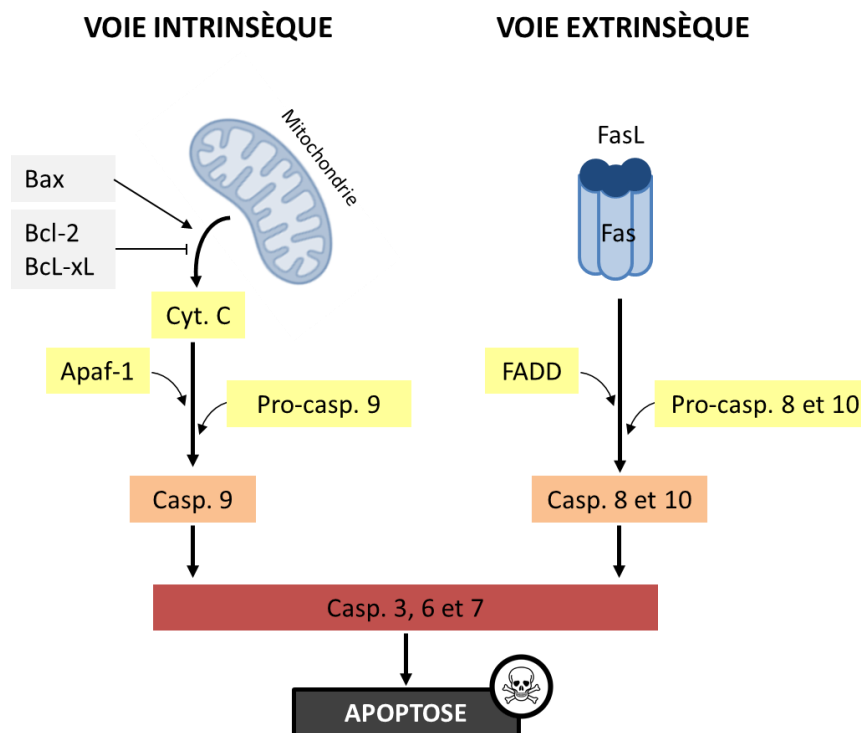 VOIE INTRINSÈQUE
VOIE EXTRINSÈQUE
Mitochondrie
FasL
Bax
Bcl-2
BcL-xL
Fas
Cyt. C
Apaf-1
FADD
Pro-casp. 9
Pro-casp. 8 et 10
Casp. 9
Casp. 8 et 10
Casp. 3, 6 et 7
APOPTOSE